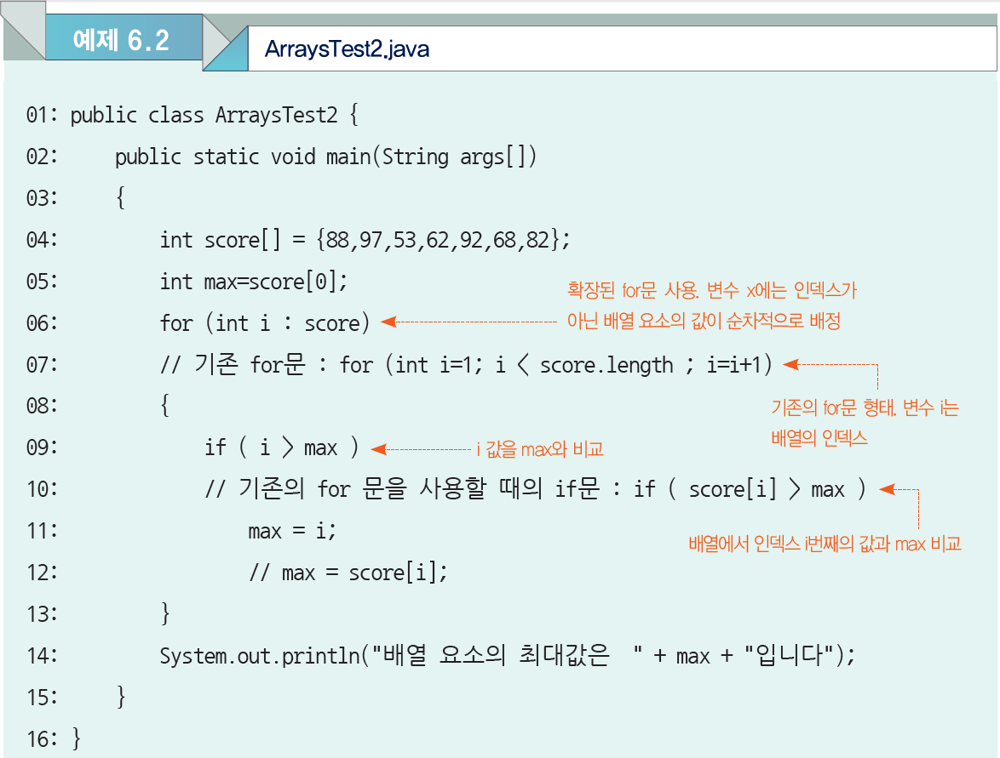 예제 6.2
ArraysTest2.java
01: public class ArraysTest2 {
02:     public static void main(String args[])
03:     {
04:         int score[] = {88,97,53,62,92,68,82};
05:         int max=score[0];
확장된 for문 사용. 변수 x에는 인덱스가
06:         for (int i : score)
아닌 배열 요소의 값이 순차적으로 배정
07:         // 기존 for문 : for (int i=1; i < score.length ; i=i+1)
08:         {
기존의 for문 형태. 변수 i는
배열의 인덱스
09:             if ( i > max )
i 값을 max와 비교
10:             // 기존의 for 문을 사용할 때의 if문 : if ( score[i] > max )
11:                 max = i;
배열에서 인덱스 i번째의 값과 max 비교
12:                 // max = score[i];
13:         }
14:         System.out.println("배열 요소의 최대값은  " + max + "입니다");
15:     }
16: }